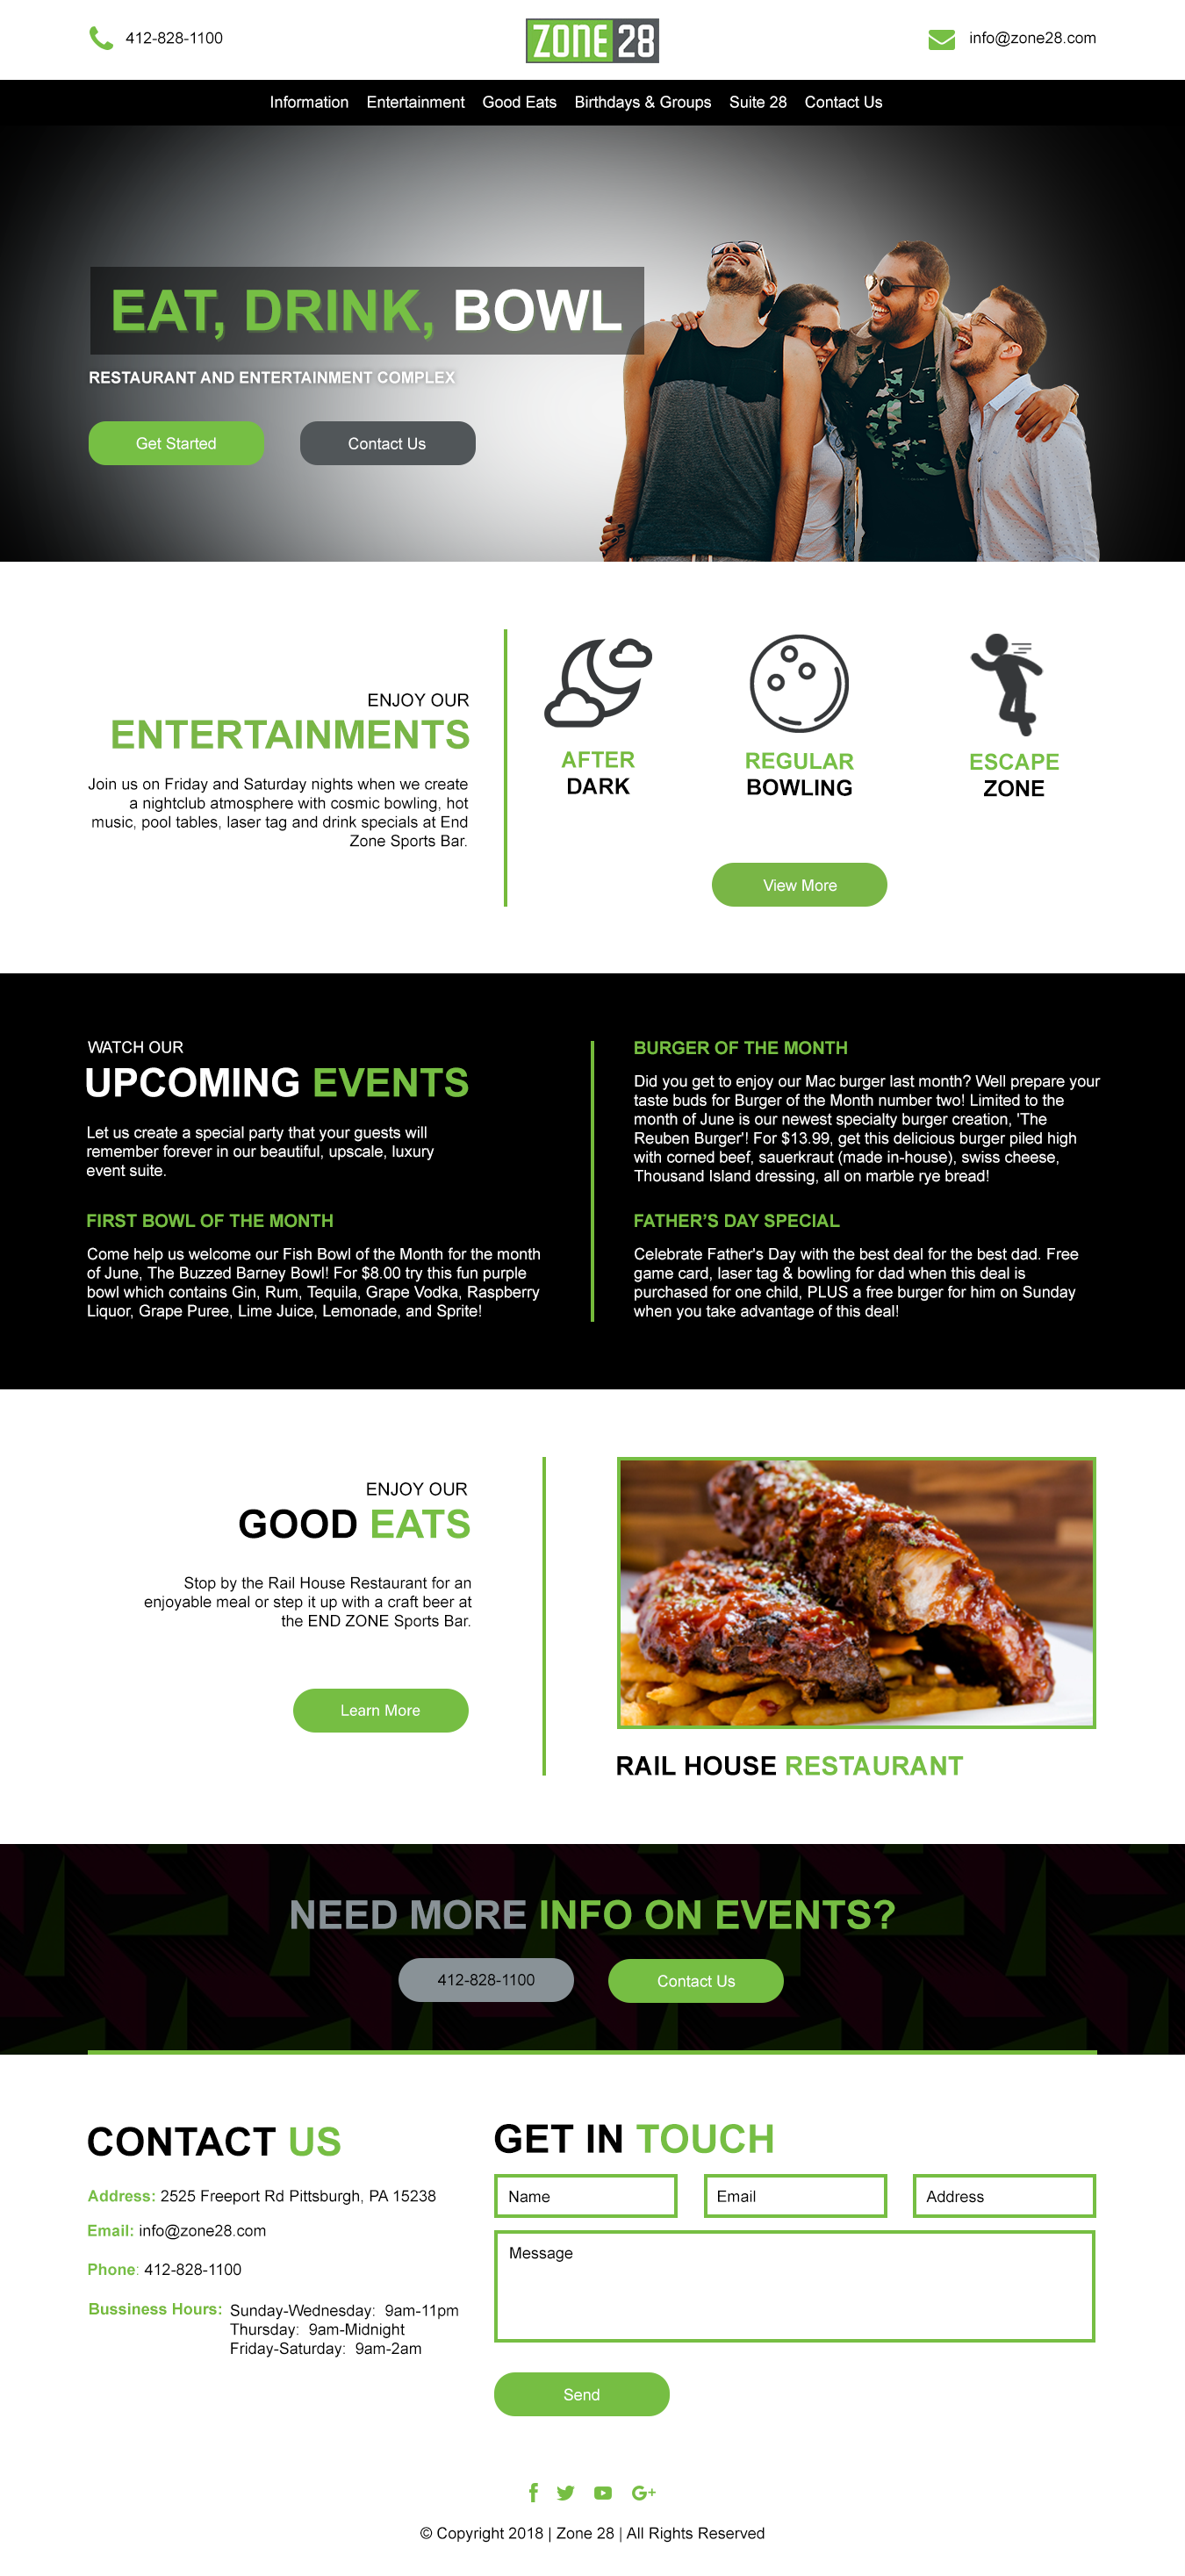 412-828-1100
ZONE 28
info@zone28.com
Information Entertainment Good Eats Birthdays & Groups Suite 28 Contact Us
EAT, DRINK, BOWL
RESTAURANT AND ENTERTAINMENT COMPLEX
Get Started
Contact Us
ENJOY OUR
ENTERTAINMENTS
Join us on Friday and Saturday nights when we create
a nightclub atmosphere with cosmic bowling, hot
music, pool tables, laser tag and drink specials at End
Zone Sports Bar.
AFTER
DARK
REGULAR
BOWLING
ESCAPE
ZONE
View More
WATCH OUR
UPCOMING EVENTS
Let us create a special party that your guests will
remember forever in our beautiful, upscale, luxury
event suite.
FIRST BOWL OF THE MONTH
Come help us welcome our Fish Bowl of the Month for the month
of June, The Buzzed Barney Bowl! For $8.00 try this fun purple
bowl which contains Gin, Rum, Tequila, Grape Vodka, Raspberry
Liquor, Grape Puree, Lime Juice, Lemonade, and Sprite!
BURGER OF THE MONTH
Did you get to enjoy our Mac burger last month? Well prepare your
taste buds for Burger of the Month number two! Limited to the
month of June is our newest specialty burger creation, 'The
Reuben Burger'! For $13.99, get this delicious burger piled high
with corned beef, sauerkraut (made in-house), swiss cheese,
Thousand Island dressing, all on marble rye bread!
FATHER’S DAY SPECIAL
Celebrate Father's Day with the best deal for the best dad. Free
game card, laser tag & bowling for dad when this deal is
purchased for one child, PLUS a free burger for him on Sunday
when you take advantage of this deal!
ENJOY OUR
GOOD EATS
Stop by the Rail House Restaurant for an
enjoyable meal or step it up with a craft beer at
the END ZONE Sports Bar.
Learn More
RAIL HOUSE RESTAURANT
NEED MORE INFO ON EVENTS?
412-828-1100
Contact Us
CONTACT US
Address: 2525 Freeport Rd Pittsburgh, PA 15238
Email: info@zone28.com
Phone: 412-828-1100
Bussiness Hours: Sunday-Wednesday: 9am-11pm
Thursday: 9am-Midnight
Friday-Saturday: 9am-2am
GET IN TOUCH
Name
Email
Address
Message
Send
© Copyright 2018 | Zone 28 | All Rights Reserved